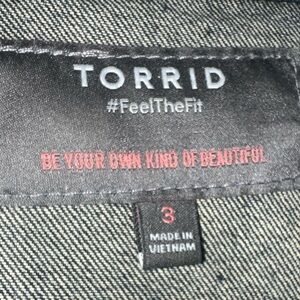 TORRID
#FeelTheFit
BE YOUR OWN KIND OF BEAUTIFUL
3
MADE IN
VIETNAM